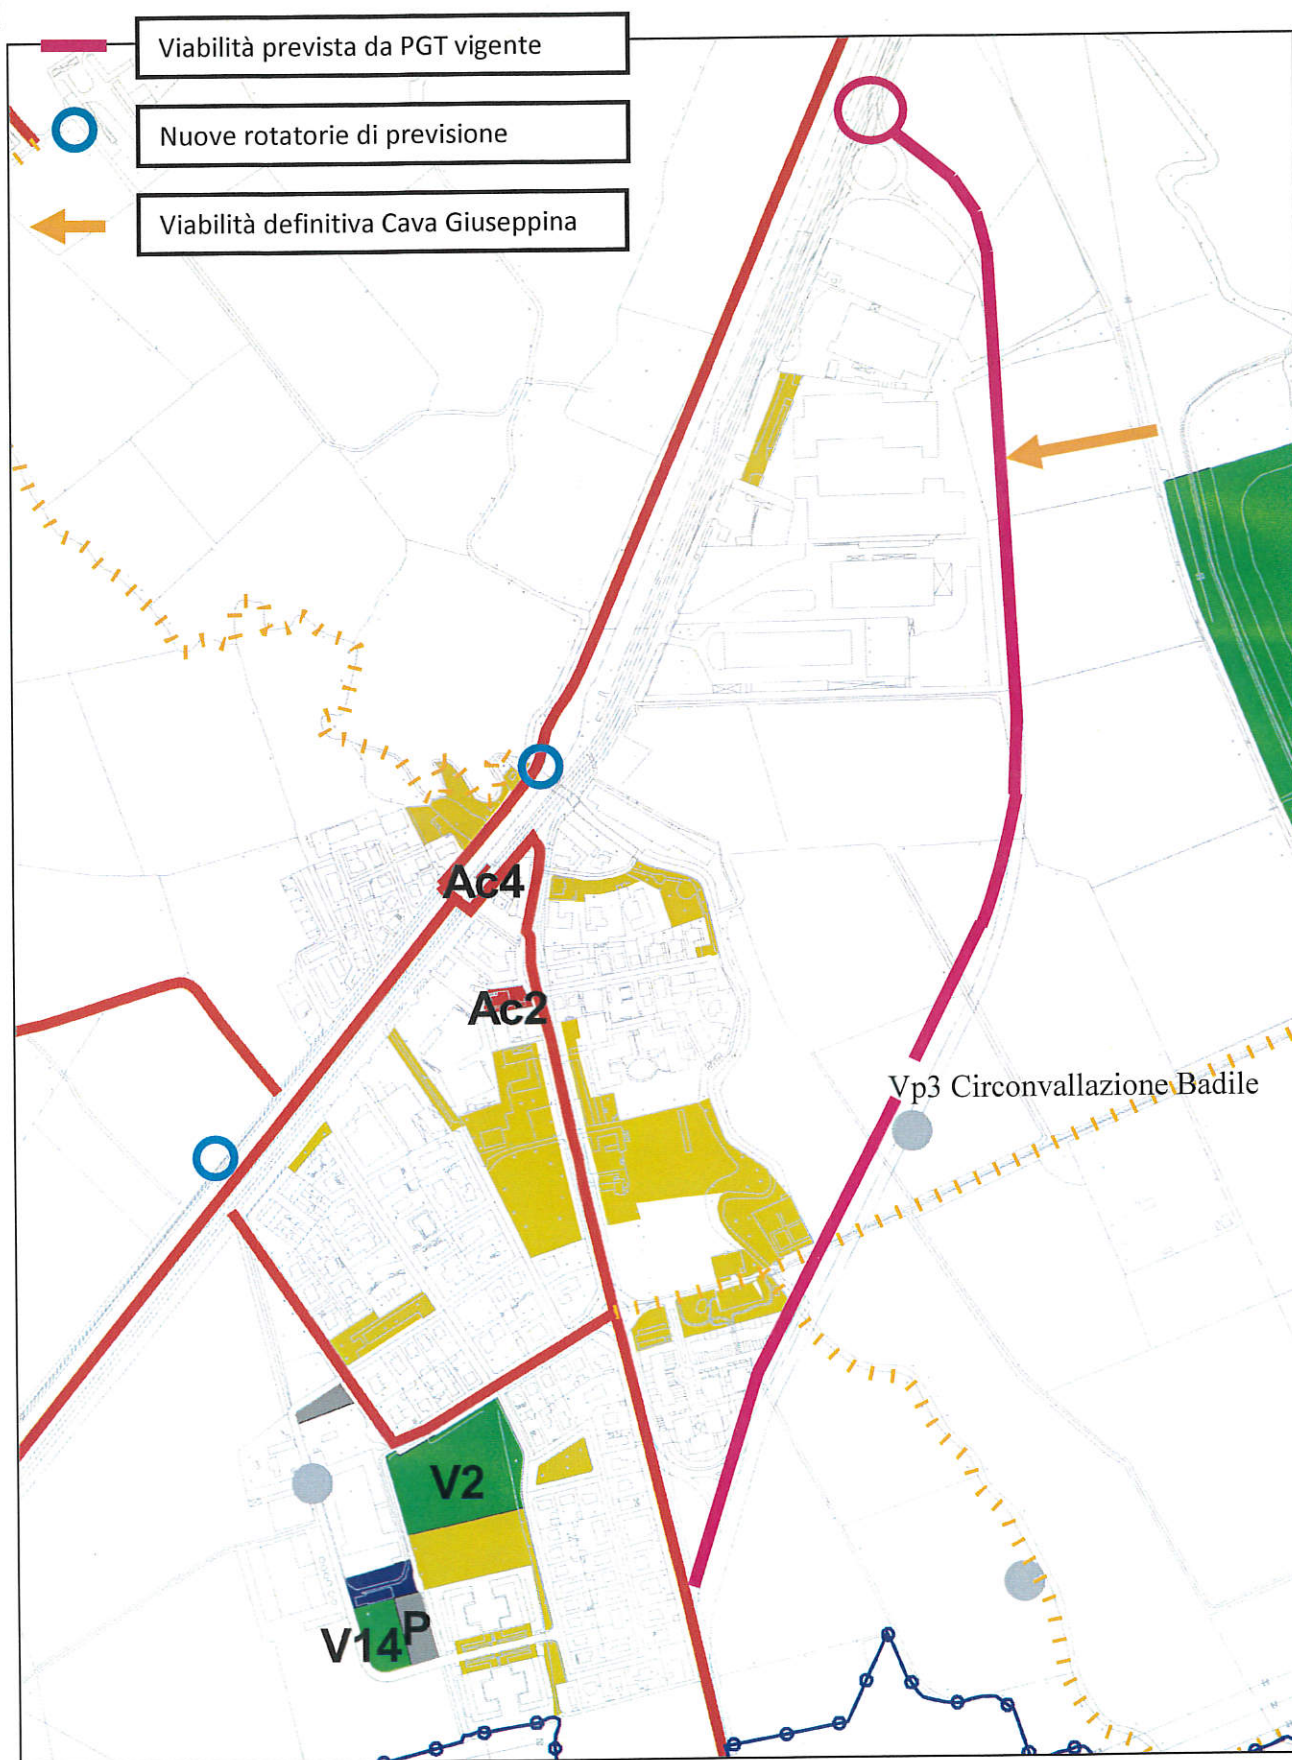 Viabilità prevista da PGT vigente
Nuove rotatorie di previsione
Viabilità definitiva Cava Giuseppina
Ac4
Ac2
Vp3 Circonvallazione Badile
V2
P
V14